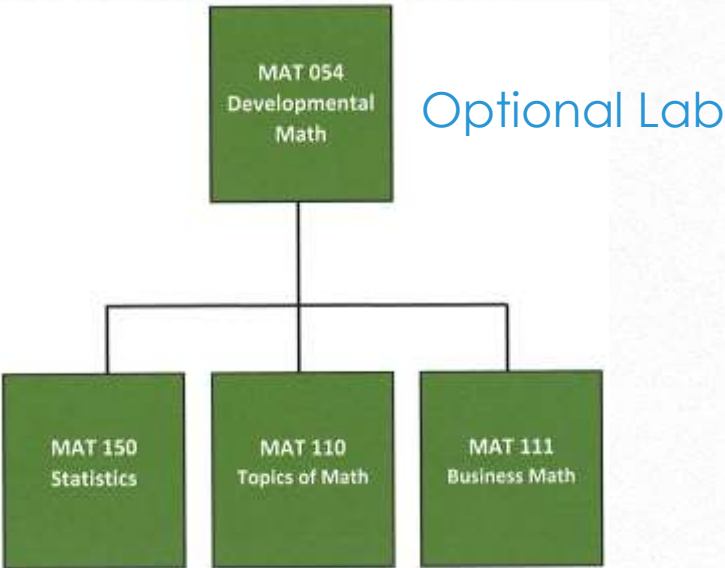 MAT 054
Developmental
Math
Optional Lab
MAT 150
Statistics
MAT 110
Topics of Math
MAT 111
Business Math